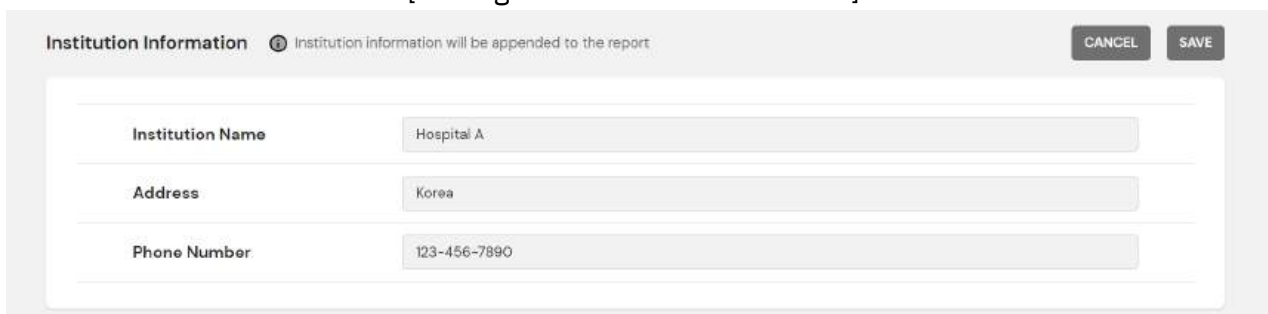 Institution Information Institution information will be appended to the report CANCEL SAVE
Institution Name Hospital A
Address Korea
Phone Number 123-456-7890